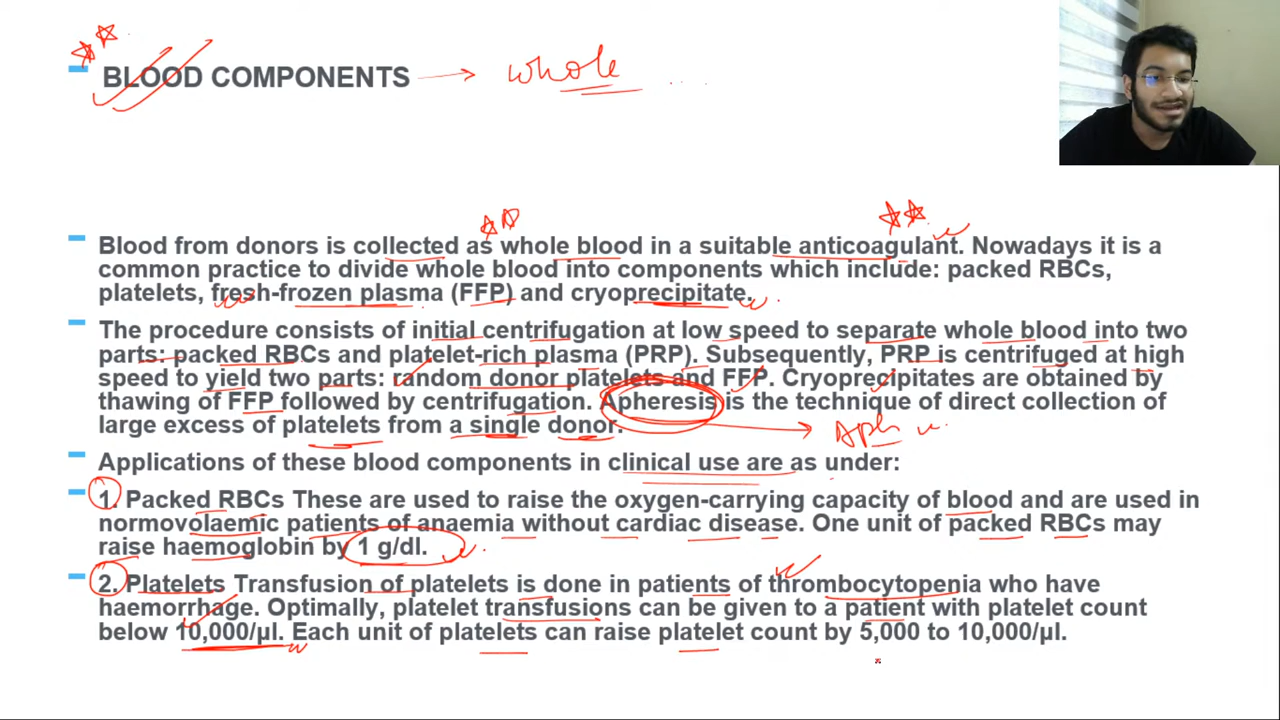 BLOOD COMPONENTS → whole
Blood from donors is collected as whole blood in a suitable anticoagulant. Nowadays it is a
common practice to divide whole blood into components which include: packed RBCs,
platelets, fresh-frozen plasma (FFP) and cryoprecipitate.
The procedure consists of initial centrifugation at low speed to separate whole blood into two
parts: packed RBCs and platelet-rich plasma (PRP). Subsequently, PRP is centrifuged at high
speed to yield two parts: random donor platelets and FFP. Cryoprecipitates are obtained by
thawing of FFP followed by centrifugation. Apheresis is the technique of direct collection of
large excess of platelets from a single donor.
Aph
Applications of these blood components in clinical use are as under:
1. Packed RBCs These are used to raise the oxygen-carrying capacity of blood and are used in
normovolaemic patients of anaemia without cardiac disease. One unit of packed RBCs may
raise haemoglobin by 1 g/dl.
2. Platelets Transfusion of platelets is done in patients of thrombocytopenia who have
haemorrhage. Optimally, platelet transfusions can be given to a patient with platelet count
below 10,000/µl. Each unit of platelets can raise platelet count by 5,000 to 10,000/µl.